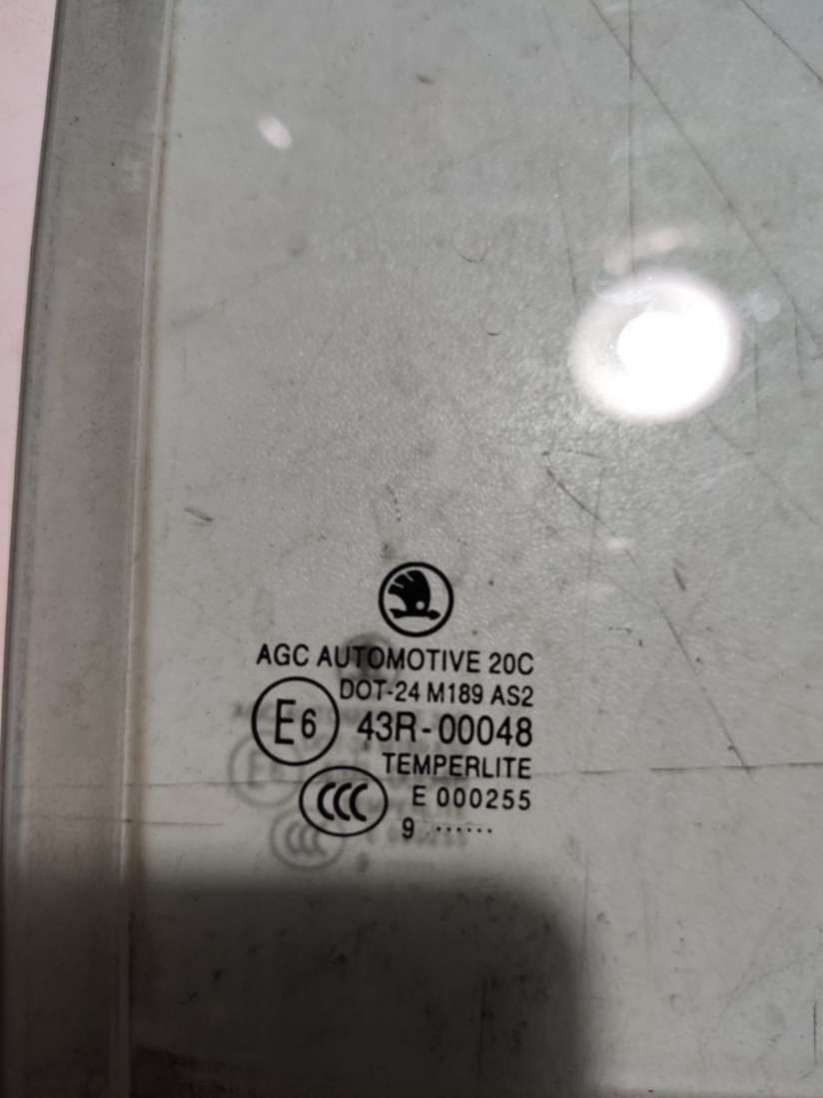 AGC AUTOMOTIVE 20C
DOT-24 M189 AS2
E6 43R-00048
TEMPERLITE
CCC E 000255
9 ......